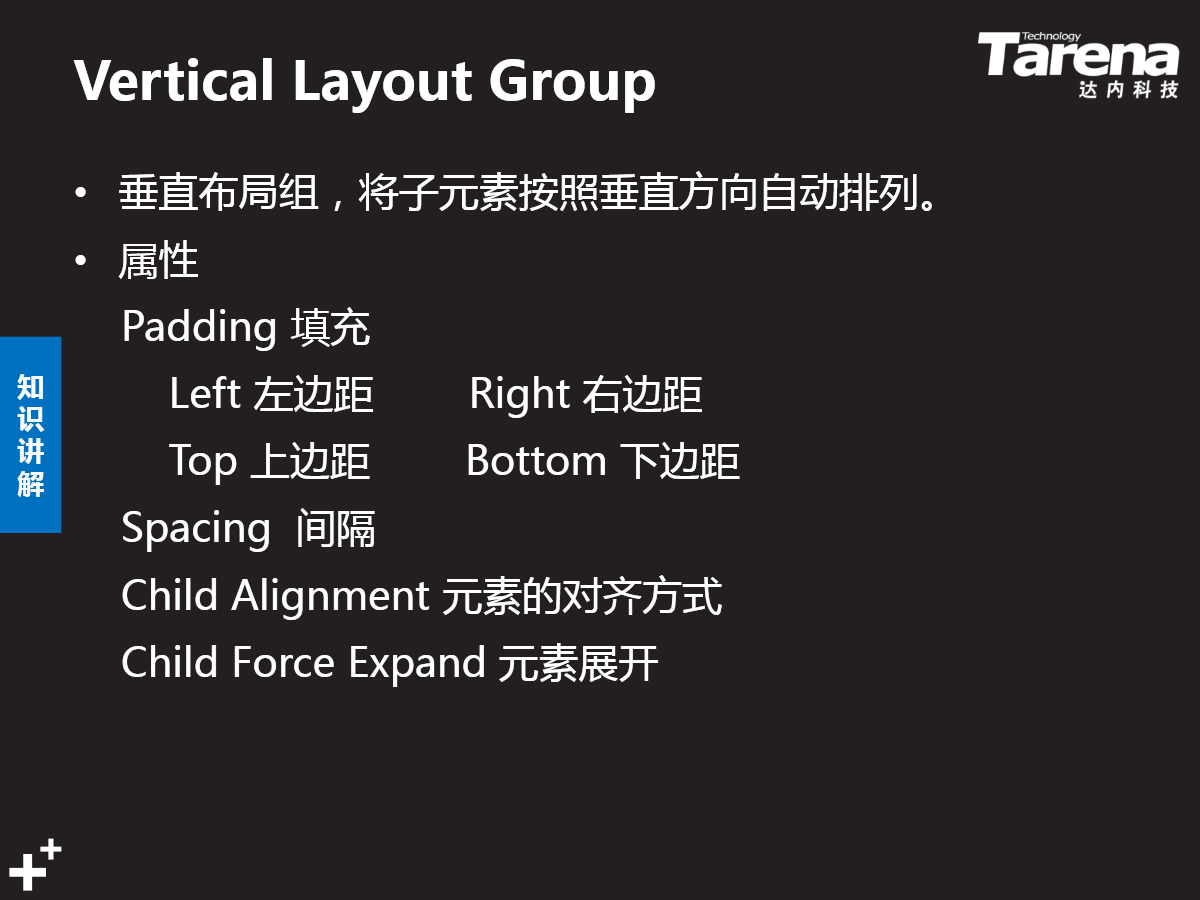 Vertical Layout Group
Technology
Tarena
达内科技
• 垂直布局组，将子元素按照垂直方向自动排列。
• 属性
Padding 填充
Left 左边距 Right 右边距
Top 上边距 Bottom 下边距
Spacing 间隔
Child Alignment 元素的对齐方式
Child Force Expand 元素展开
知
识
讲
解